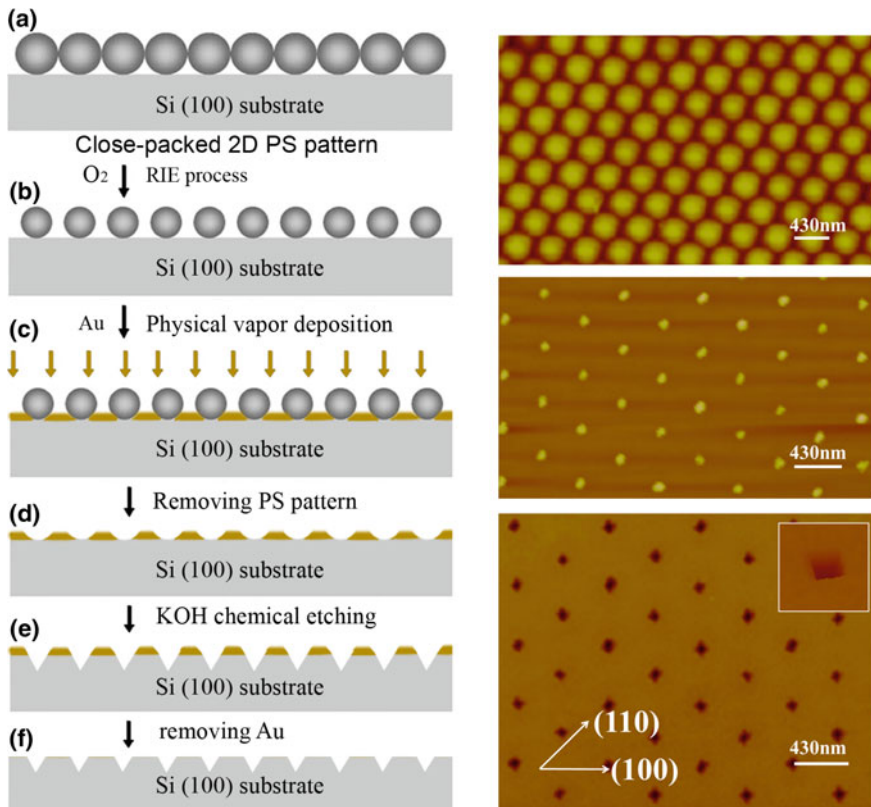 (a)
Si (100) substrate
Close-packed 2D PS pattern
O2 RIE process
(b)
Si (100) substrate
Au Physical vapor deposition
(c)
Si (100) substrate
Removing PS pattern
(d)
Si (100) substrate
KOH chemical etching
(e)
Si (100) substrate
removing Au
(f)
Si (100) substrate
430nm
430nm
(110)
(100)
430nm